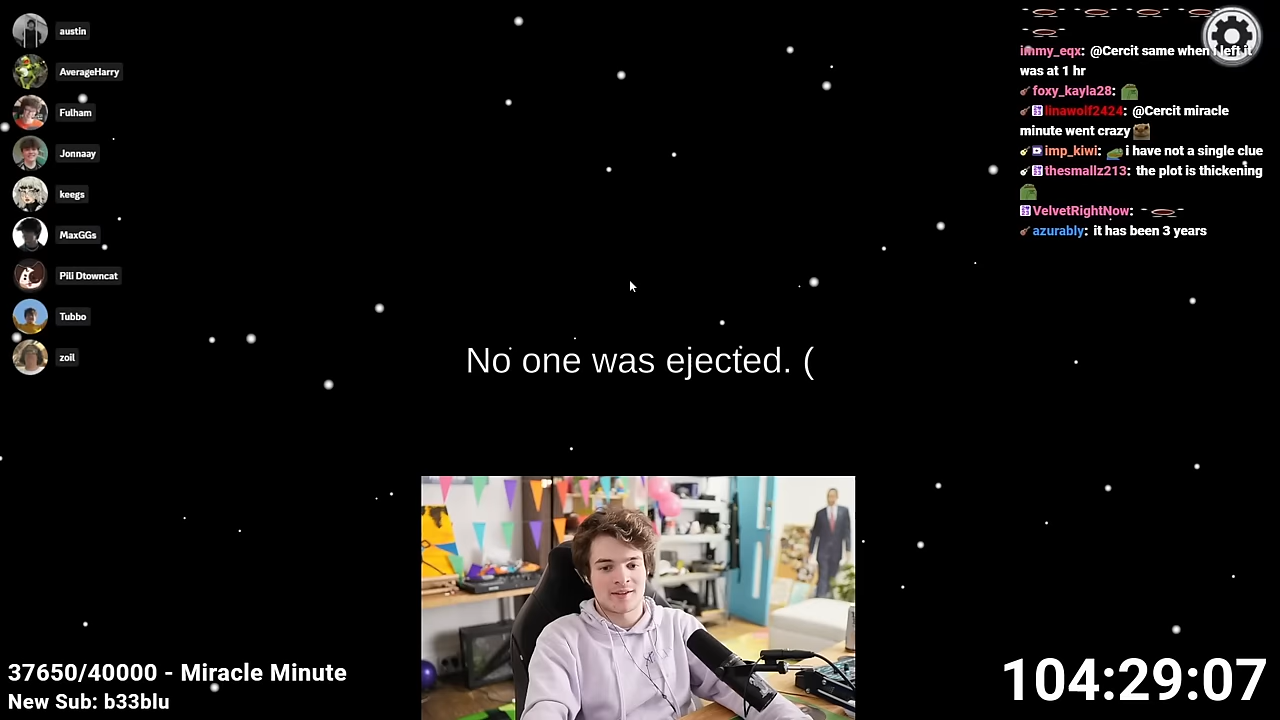 austin
AverageHarry
Fulham
Jonnaay
keegs
MaxGGs
Pili Dtowncat
Tubbo
zoil
immy_eqx: @Cercit same when I left it
was at 1 hr
foxy_kayla28:
linawolf2424: @Cercit miracle
minute went crazy
imp_kiwi: i have not a single clue
thesmallz213: the plot is thickening
VelvetRightNow:
azurably: it has been 3 years
No one was ejected. (
37650/40000 - Miracle Minute
New Sub: b33blu
104:29:07